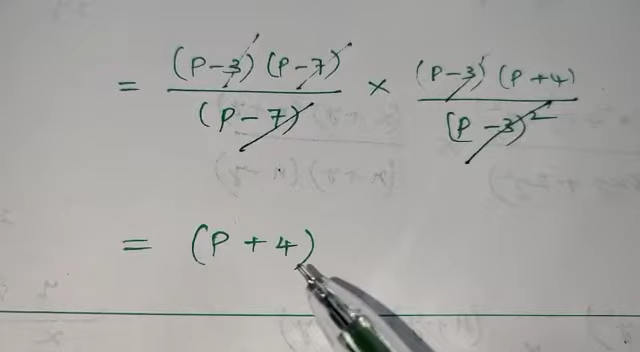 = (P-3)(P-7) / (P-7) × (P-3)(P+4) / (P-3)²
= (P+4)